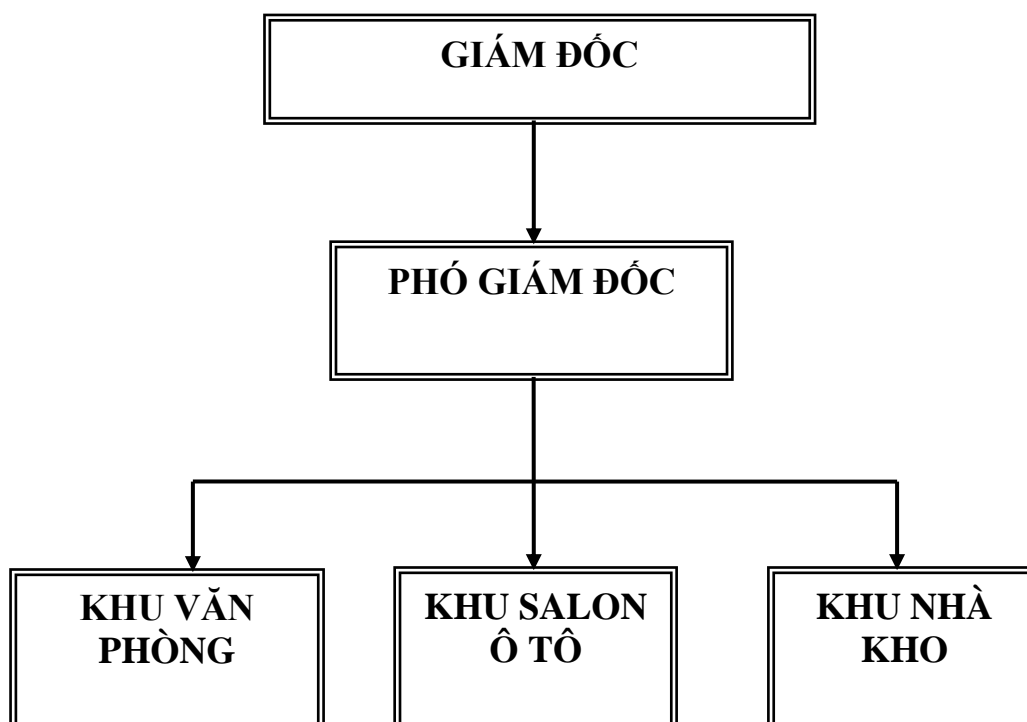 GIÁM ĐỐC
PHÓ GIÁM ĐỐC
KHU VĂN
PHÒNG
KHU SALON
Ô TÔ
KHU NHÀ
KHO